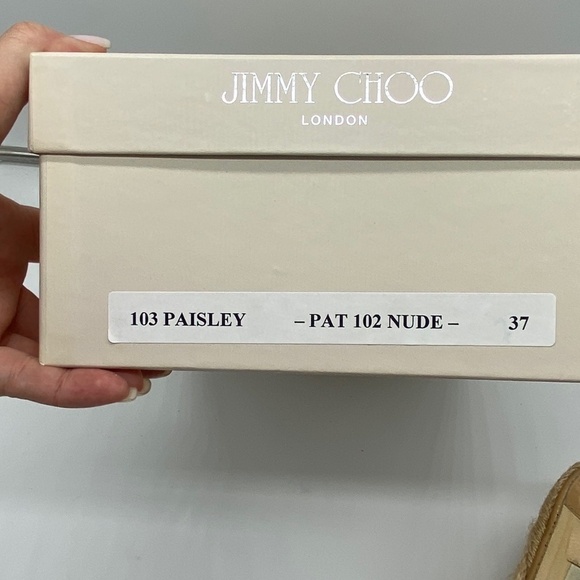 JIMMY CHOO
LONDON
103 PAISLEY – PAT 102 NUDE – 37